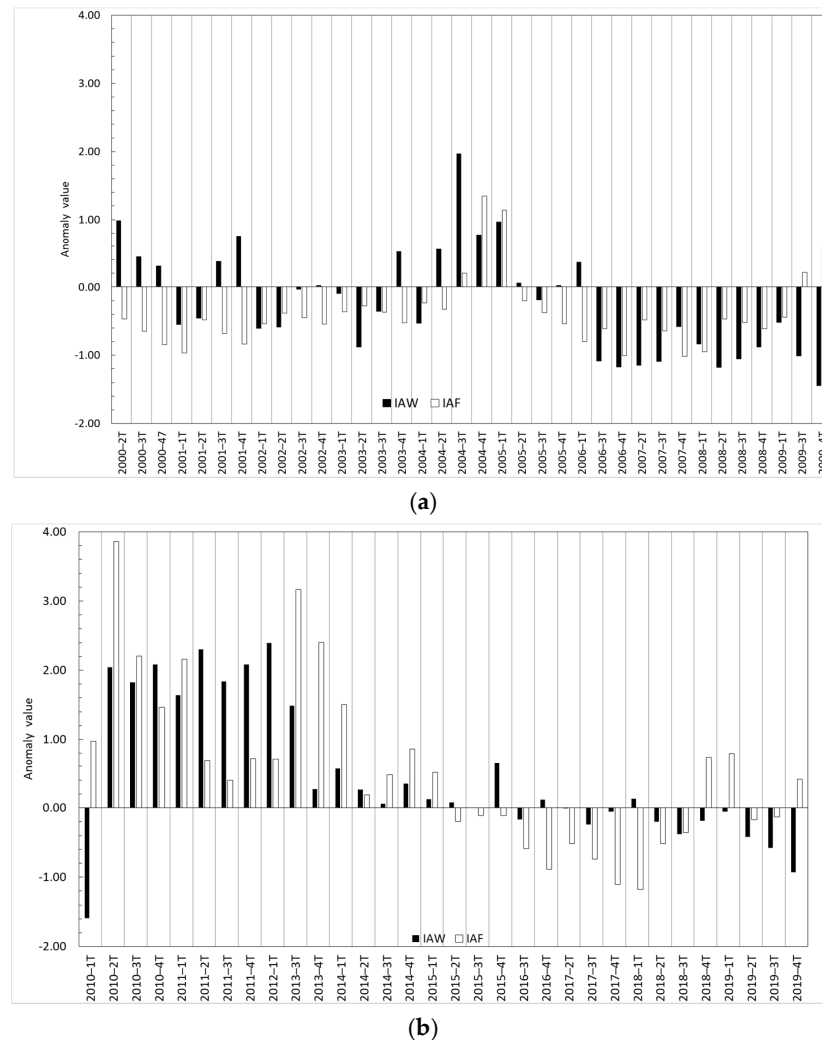 4.00
3.00
2.00
1.00
0.00
-1.00
-2.00
Anomaly value
IAW IAF
2000–2T
2000–3T
2000–47
2001–1T
2001–2T
2001–3T
2001–4T
2002–1T
2002–2T
2002–3T
2002–4T
2003–1T
2003–2T
2003–3T
2003–4T
2004–1T
2004–2T
2004–3T
2004–4T
2005–1T
2005–2T
2005–3T
2005–4T
2006–1T
2006–3T
2006–4T
2007–2T
2007–3T
2007–4T
2008–1T
2008–2T
2008–3T
2008–4T
2009–1T
2009–3T
2009–4T
(a)
4.00
3.00
2.00
1.00
0.00
-1.00
-2.00
Anomaly value
IAW IAF
2010–1T
2010–2T
2010–3T
2010–4T
2011–1T
2011–2T
2011–3T
2011–4T
2012–1T
2013–3T
2013–4T
2014–1T
2014–2T
2014–3T
2014–4T
2015–1T
2015–2T
2015–3T
2015–4T
2016–3T
2016–4T
2017–2T
2017–3T
2017–4T
2018–1T
2018–2T
2018–3T
2018–4T
2019–1T
2019–2T
2019–3T
2019–4T
(b)